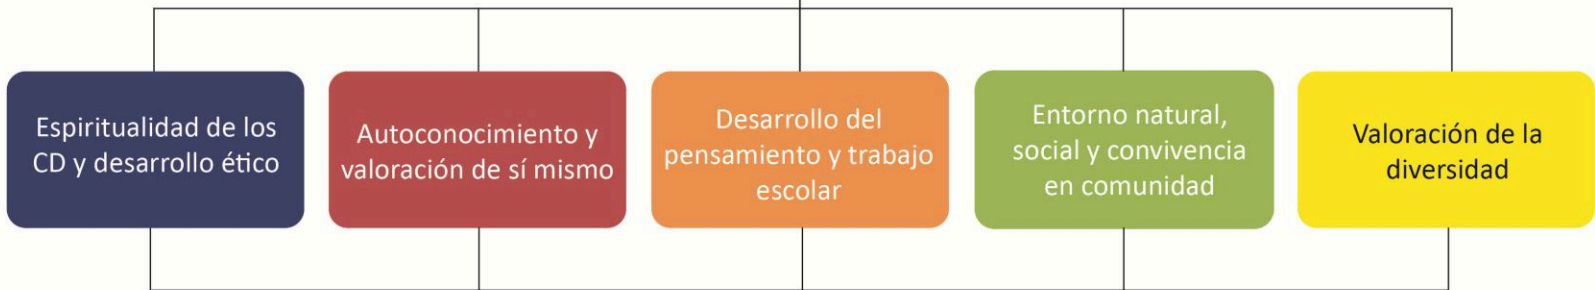 Espiritualidad de los
CD y desarrollo ético
Autoconocimiento y
valoración de sí mismo
Desarrollo del
pensamiento y trabajo
escolar
Entorno natural,
social y convivencia
en comunidad
Valoración de la
diversidad